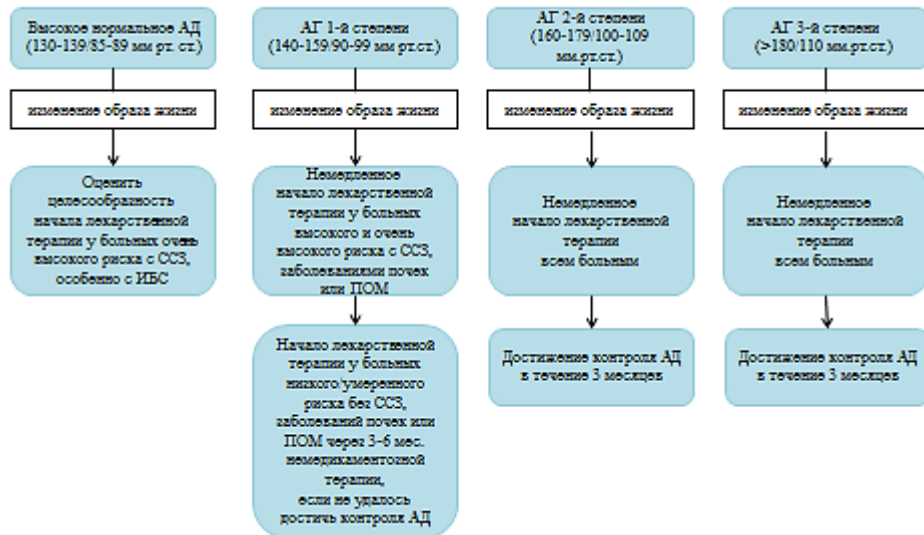 Высокое нормальное АД
(130-139/85-89 мм рт. ст.)
изменение образа жизни
Оценить
целесообразность
начала лекарственной
терапии у больных очень
высокого риска с ССЗ,
особенно с ИБС
АГ 1-й степени
(140-159/90-99 мм рт.ст.)
изменение образа жизни
Немедленное
начало лекарственной
терапии у больных
высокого и очень
высокого риска с ССЗ,
заболеваниями почек
или ПОМ
Начало лекарственной
терапии у больных
низкого/умеренного
риска без ССЗ,
заболеваний почек или
ПОМ через 3-6 мес.
немедикаментозной
терапии,
если не удалось
достичь контроля АД
АГ 2-й степени
(160-179/100-109
мм.рт.ст.)
изменение образа жизни
Немедленное
начало лекарственной
терапии
всем больным
Достижение контроля АД
в течение 3 месяцев
АГ 3-й степени
(>180/110 мм.рт.ст.)
изменение образа жизни
Немедленное
начало лекарственной
терапии
всем больным
Достижение контроля АД
в течение 3 месяцев